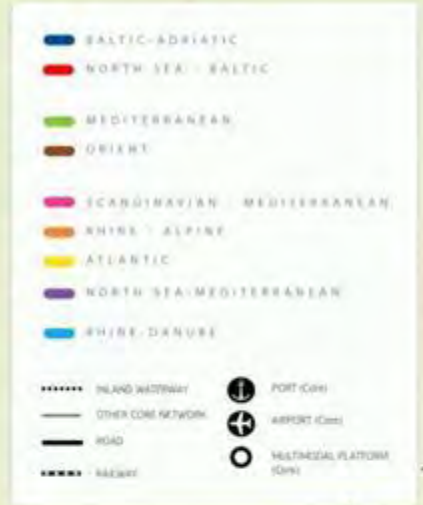 BALTIC-ADRIATIC
NORTH SEA - BALTIC
MEDITERRANEAN
ORIENT
SCANDINAVIAN - MEDITERRANEAN
RHINE - ALPINE
ATLANTIC
NORTH SEA-MEDITERRANEAN
RHINE-DANUBE
INLAND WATERWAY
OTHER CORE NETWORK
ROAD
RAILWAY
PORT (Core)
AIRPORT (Core)
MULTIMODAL PLATFORM
(Core)